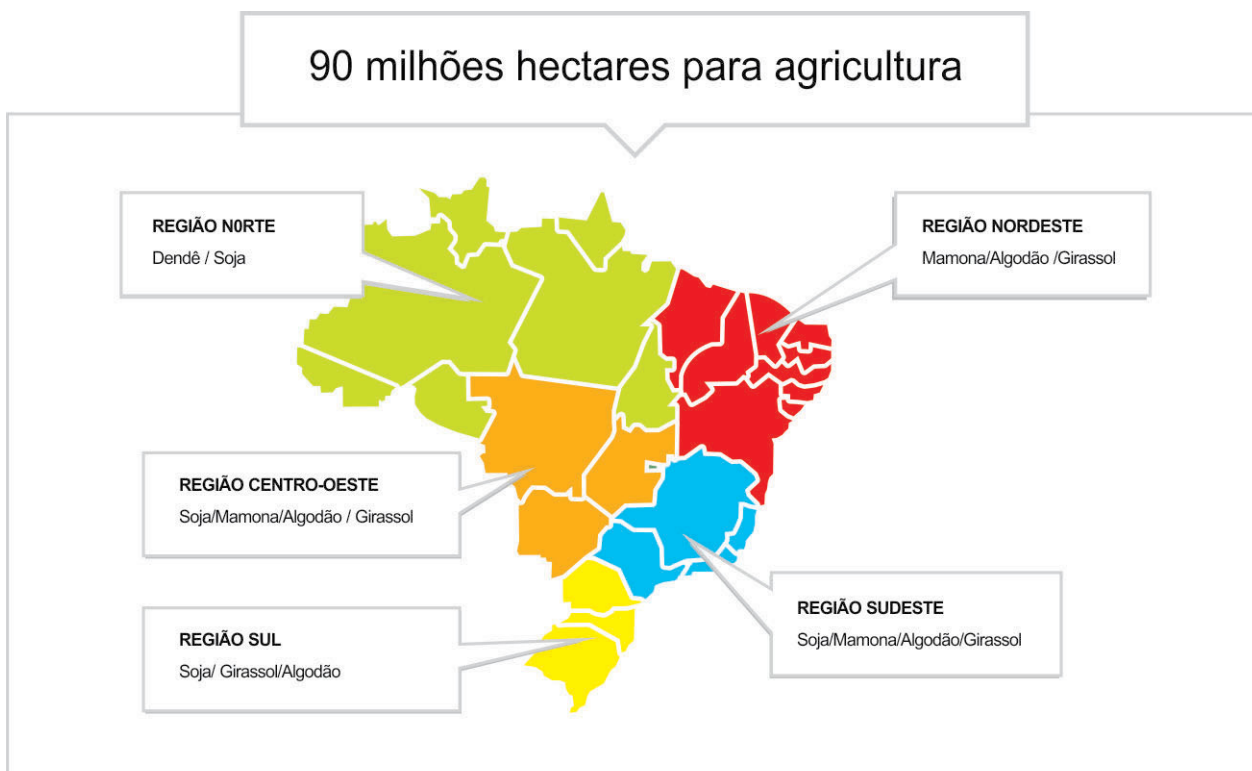 90 milhões hectares para agricultura
REGIÃO N0RTE
Dendê / Soja
REGIÃO NORDESTE
Mamona/Algodão /Girassol
REGIÃO CENTRO-OESTE
Soja/Mamona/Algodão / Girassol
REGIÃO SUDESTE
Soja/Mamona/Algodão/Girassol
REGIÃO SUL
Soja/ Girassol/Algodão